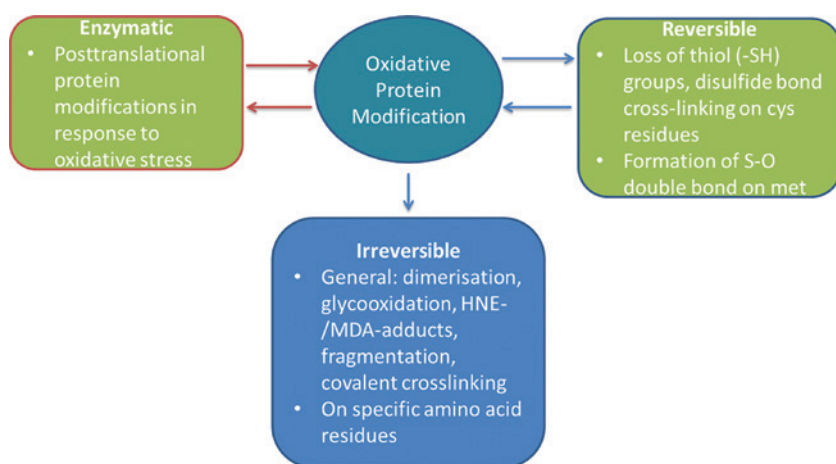 Enzymatic
• Posttranslational
protein
modifications in
response to
oxidative stress
Oxidative
Protein
Modification
Reversible
• Loss of thiol (-SH)
groups, disulfide bond
cross-linking on cys
residues
• Formation of S-O
double bond on met
Irreversible
• General: dimerisation,
glycooxidation, HNE-
/MDA-adducts,
fragmentation,
covalent crosslinking
• On specific amino acid
residues